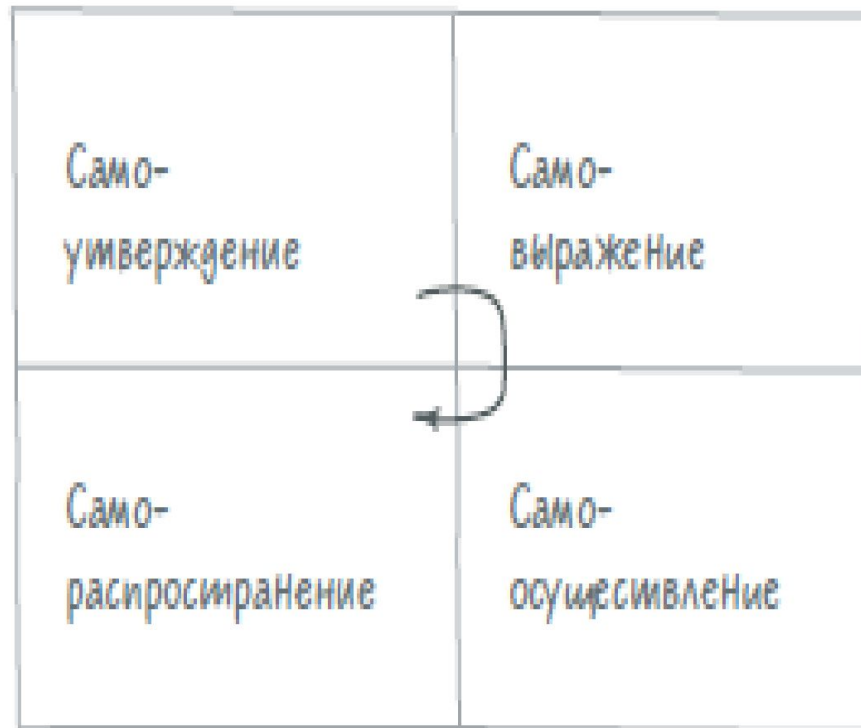 Само-
утверждение
Само-
выражение
Само-
распространение
Само-
осуществление